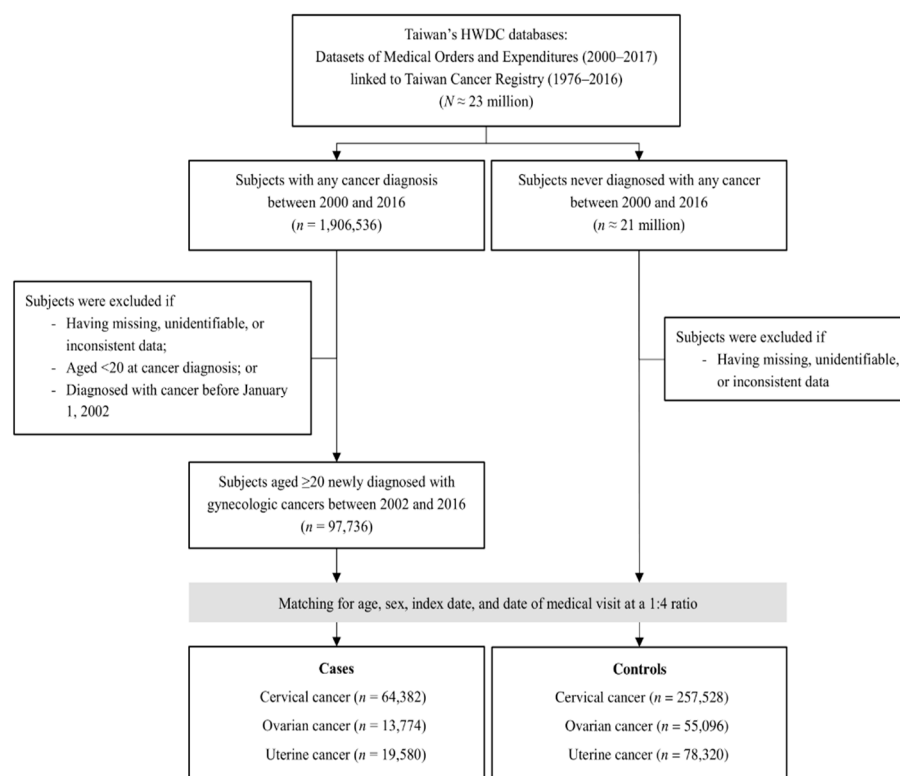 Taiwan's HWDC databases:
Datasets of Medical Orders and Expenditures (2000–2017)
linked to Taiwan Cancer Registry (1976–2016)
(N ≈ 23 million)
Subjects with any cancer diagnosis
between 2000 and 2016
(n = 1,906,536)
Subjects never diagnosed with any cancer
between 2000 and 2016
(n ≈ 21 million)
Subjects were excluded if
- Having missing, unidentifiable, or
inconsistent data;
- Aged <20 at cancer diagnosis; or
- Diagnosed with cancer before January
1, 2002
Subjects were excluded if
- Having missing, unidentifiable,
or inconsistent data
Subjects aged ≥20 newly diagnosed with
gynecologic cancers between 2002 and 2016
(n = 97,736)
Matching for age, sex, index date, and date of medical visit at a 1:4 ratio
Cases
Cervical cancer (n = 64,382)
Ovarian cancer (n = 13,774)
Uterine cancer (n = 19,580)
Controls
Cervical cancer (n = 257,528)
Ovarian cancer (n = 55,096)
Uterine cancer (n = 78,320)